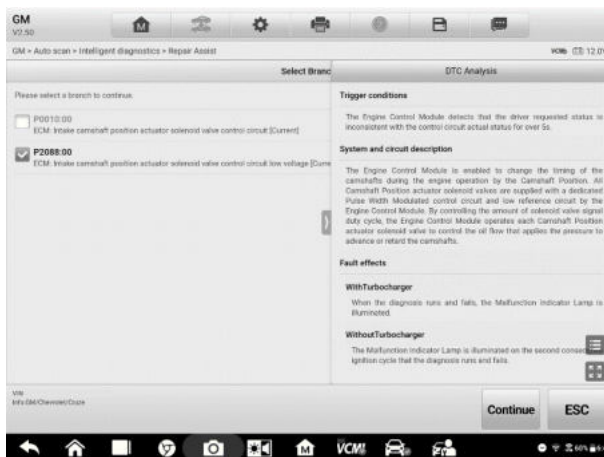 GM
V2.50
GM > Auto scan > Intelligent diagnostics > Repair Assist
VCMI 12.0V
Select Branc
DTC Analysis
Please select a branch to continue.
P0010:00
ECM: Intake camshaft position actuator solenoid valve control circuit [Current]
P2088:00
ECM: Intake camshaft position actuator solenoid valve control circuit low voltage [Curre
Trigger conditions
The Engine Control Module detects that the driver requested status is
inconsistent with the control circuit actual status for over 5s.
System and circuit description
The Engine Control Module is enabled to change the timing of the
camshafts during the engine operation by the Camshaft Position. All
Camshaft Position actuator solenoid valves are supplied with a dedicated
Pulse Width Modulated control circuit and low reference circuit by the
Engine Control Module. By controlling the amount of solenoid valve signal
duty cycle, the Engine Control Module operates each Camshaft Position
actuator solenoid valve to control the oil flow that applies the pressure to
advance or retard the camshafts.
Fault effects
WithTurbocharger
When the diagnosis runs and fails, the Malfunction Indicator Lamp is
illuminated.
WithoutTurbocharger
The Malfunction Indicator Lamp is illuminated on the second consec
ignition cycle that the diagnosis runs and fails.
VIN
Info:GM/Chevrolet/Cruze
Continue
ESC
VCMI
60%